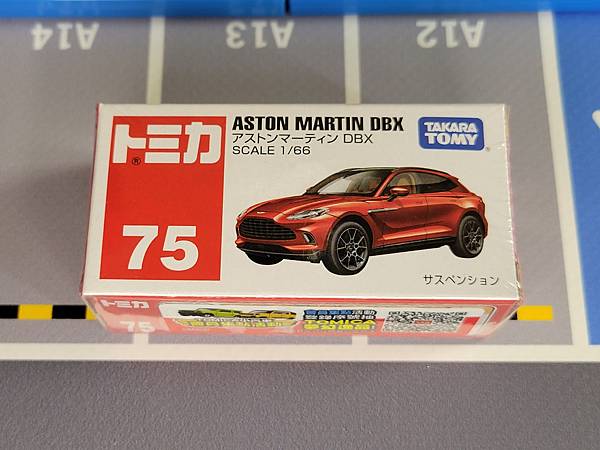 A14
A13
A12
トミカ
®
75
ASTON MARTIN DBX
アストンマーティン DBX
SCALE 1/66
TAKARA
TOMY
サスペンション
トミカ
75